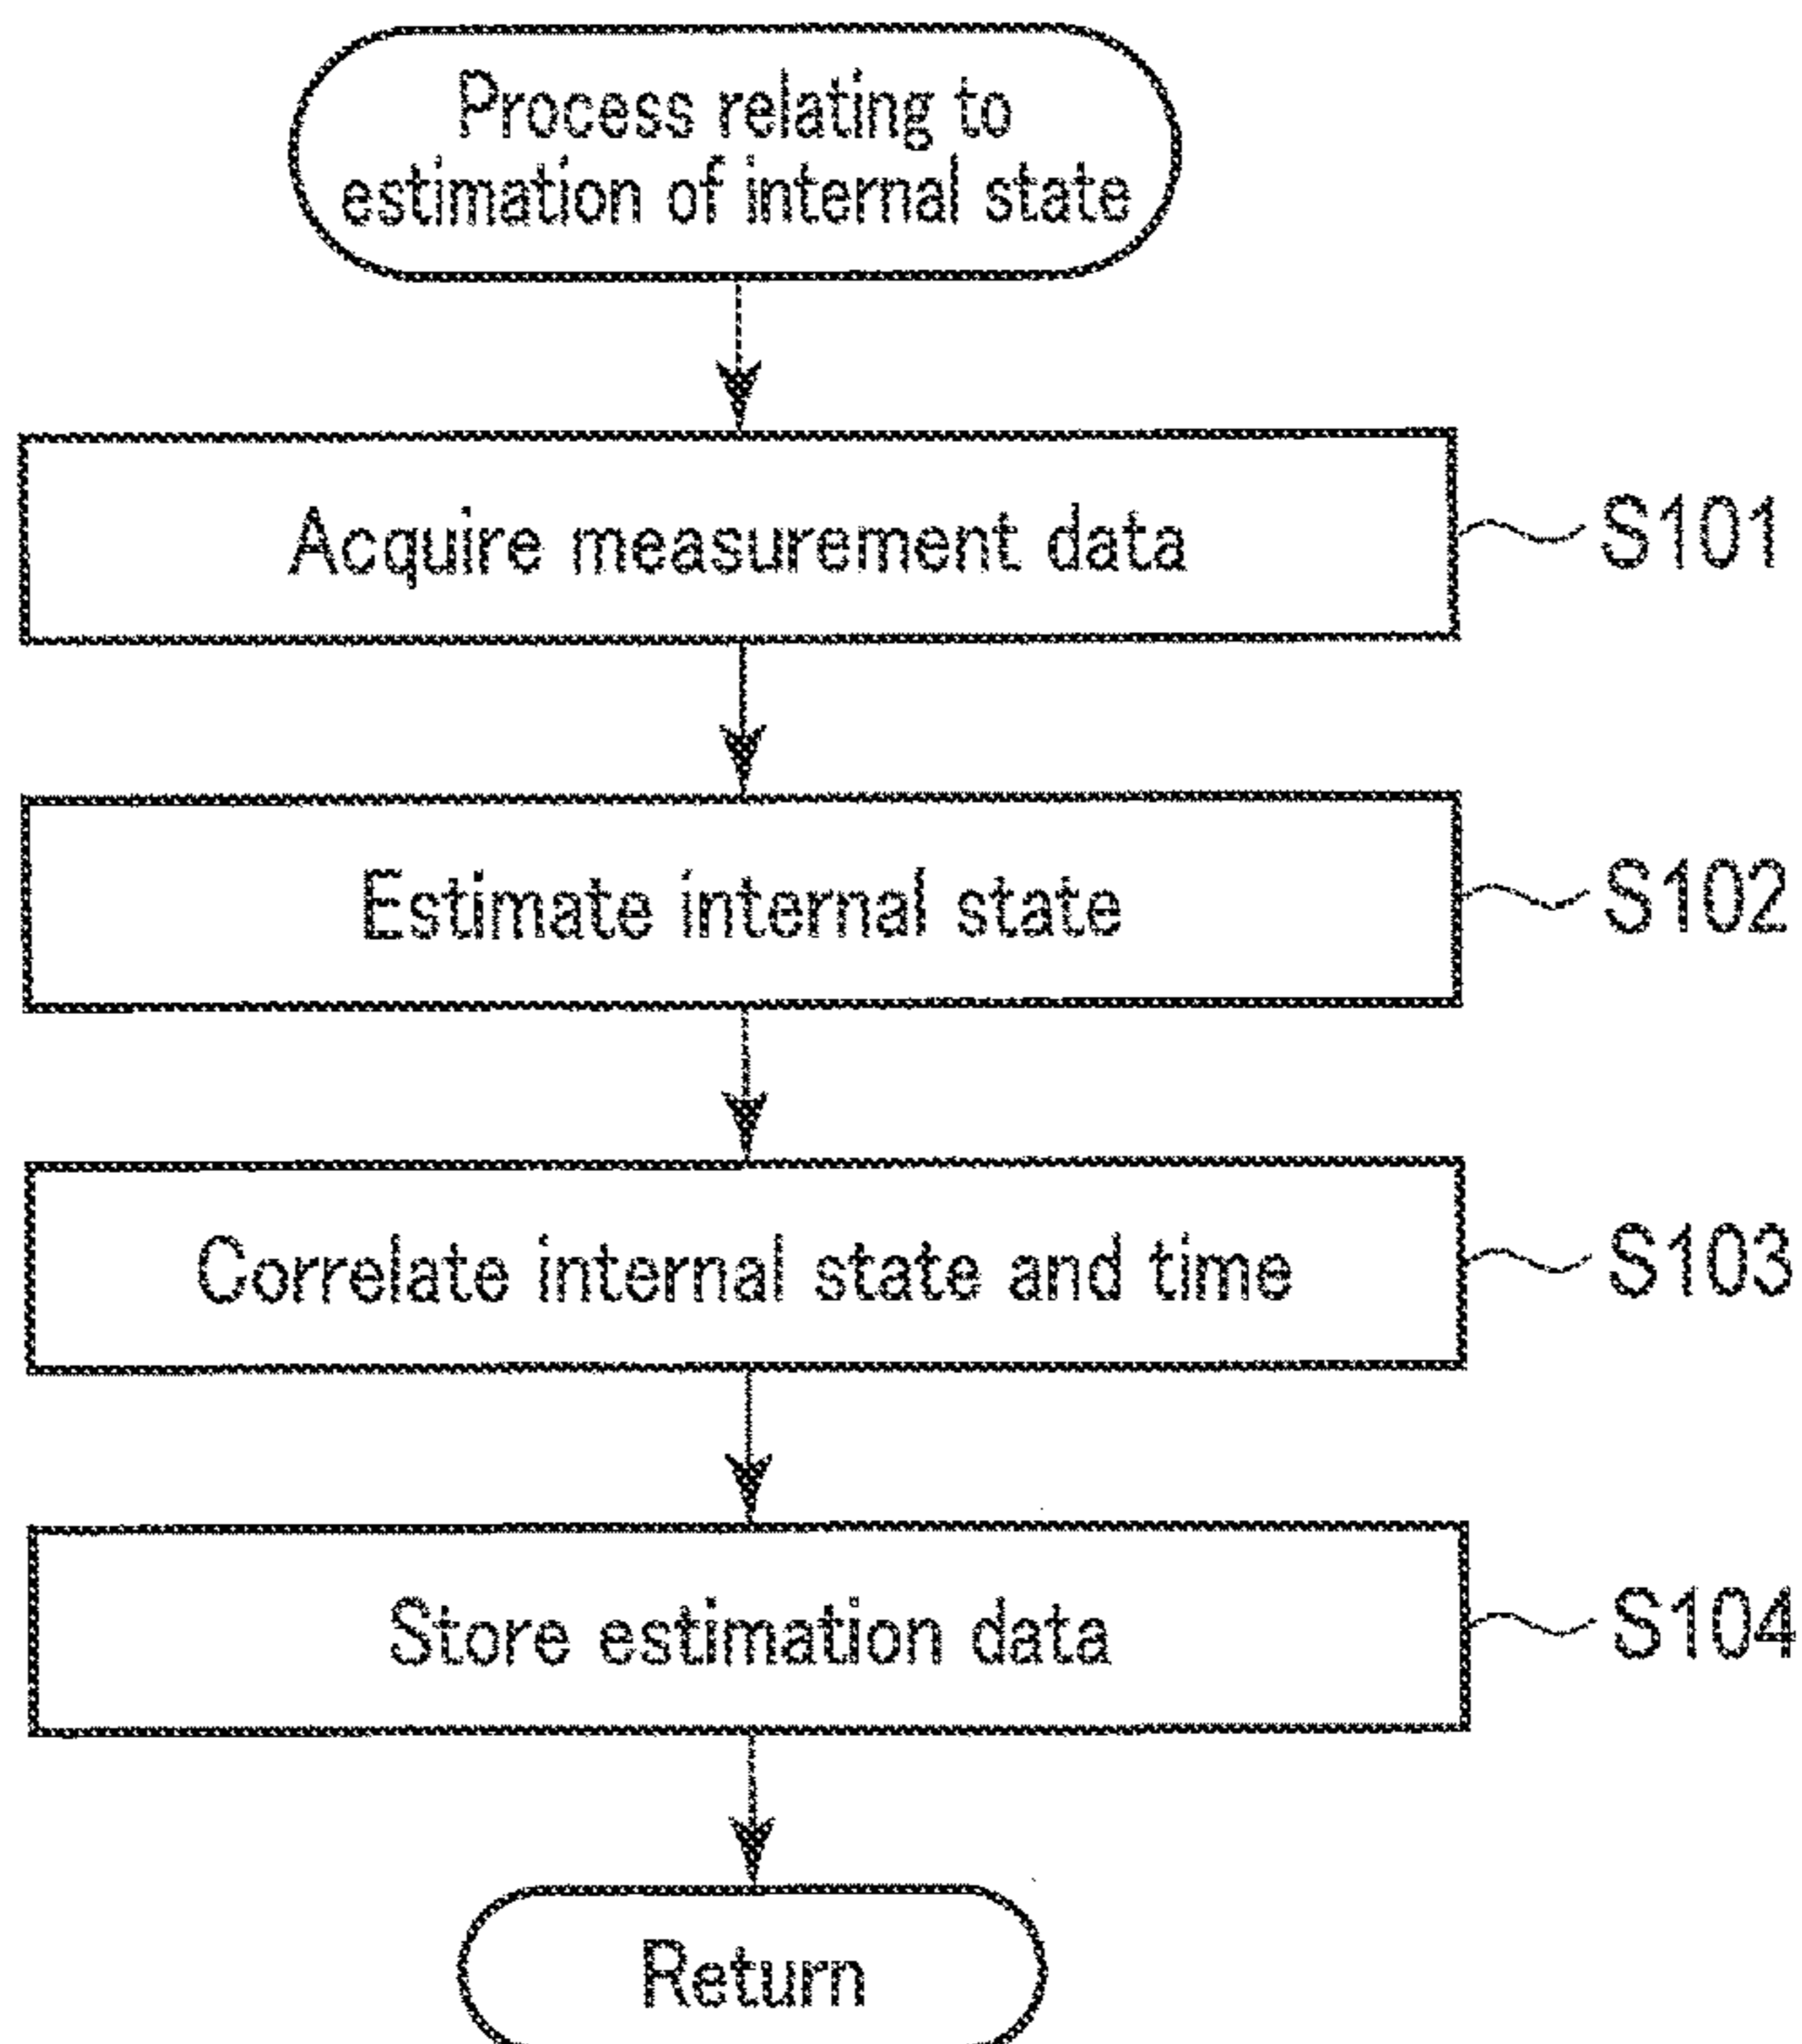 Process relating to
estimation of internal state
Acquire measurement data
S101
Estimate internal state
S102
Correlate internal state and time
S103
Store estimation data
S104
Return